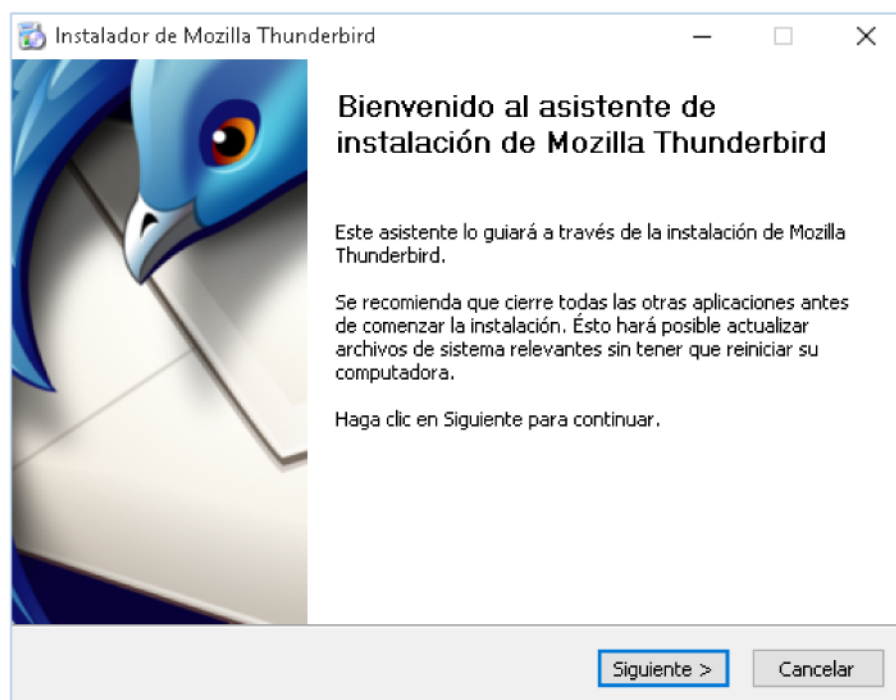 Instalador de Mozilla Thunderbird
Bienvenido al asistente de
instalación de Mozilla Thunderbird
Este asistente lo guiará a través de la instalación de Mozilla
Thunderbird.
Se recomienda que cierre todas las otras aplicaciones antes
de comenzar la instalación. Ésto hará posible actualizar
archivos de sistema relevantes sin tener que reiniciar su
computadora.
Haga clic en Siguiente para continuar.
Siguiente >
Cancelar